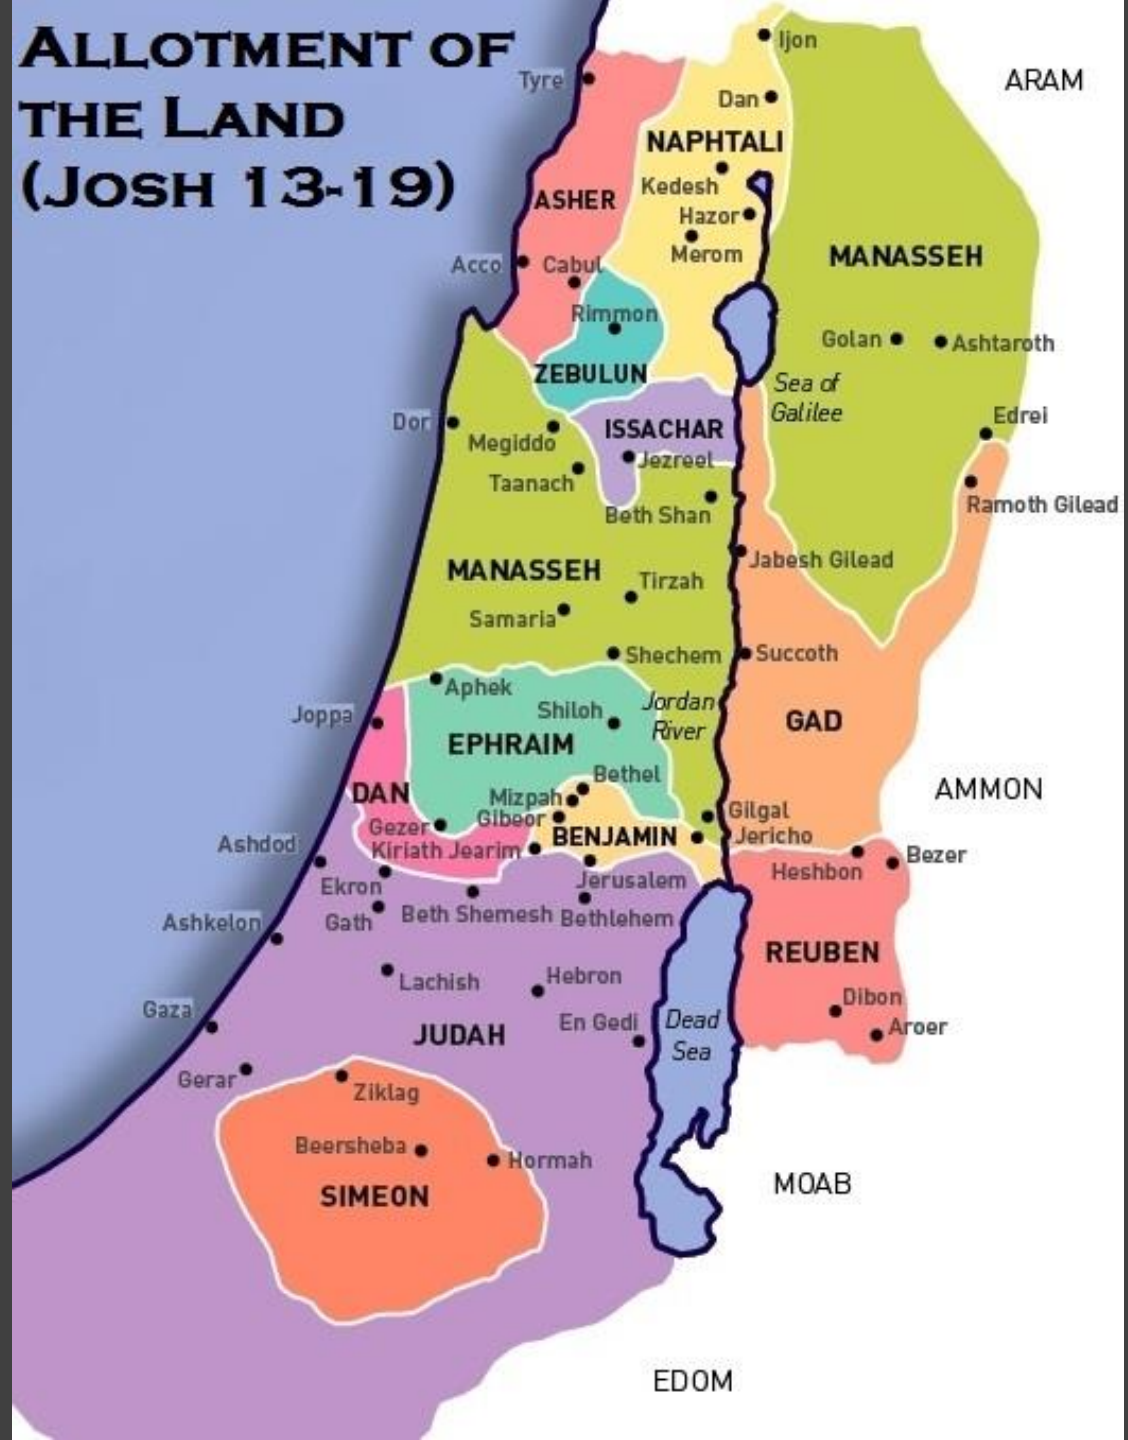 ALLOTMENT OF
THE LAND
(JOSH 13-19)
Ijon
Tyre
ARAM
Dan
NAPHTALI
Kedesh
ASHER
Hazor
Merom
MANASSEH
Acco
Cabul
Rimmon
Golan
Ashtaroth
ZEBULUN
Sea of
Galilee
Dor
Megiddo
ISSACHAR
Edrei
Jezreel
Taanach
Beth Shan
Ramoth Gilead
Jabesh Gilead
MANASSEH
Tirzah
Samaria
Shechem
Succoth
Aphek
Joppa
Shiloh
Jordan
River
GAD
EPHRAIM
Bethel
DAN
Mizpah
AMMON
Gibeor
Gezer
BENJAMIN
Gilgal
Jericho
Ashdod
Kiriath Jearim
Heshbon
Bezer
Ekron
Jerusalem
Gath
Beth Shemesh
Bethlehem
Ashkelon
REUBEN
Lachish
Hebron
Dibon
Gaza
En Gedi
Dead
Sea
Aroer
JUDAH
Gerar
Ziklag
Beersheba
Hormah
SIMEON
MOAB
EDOM